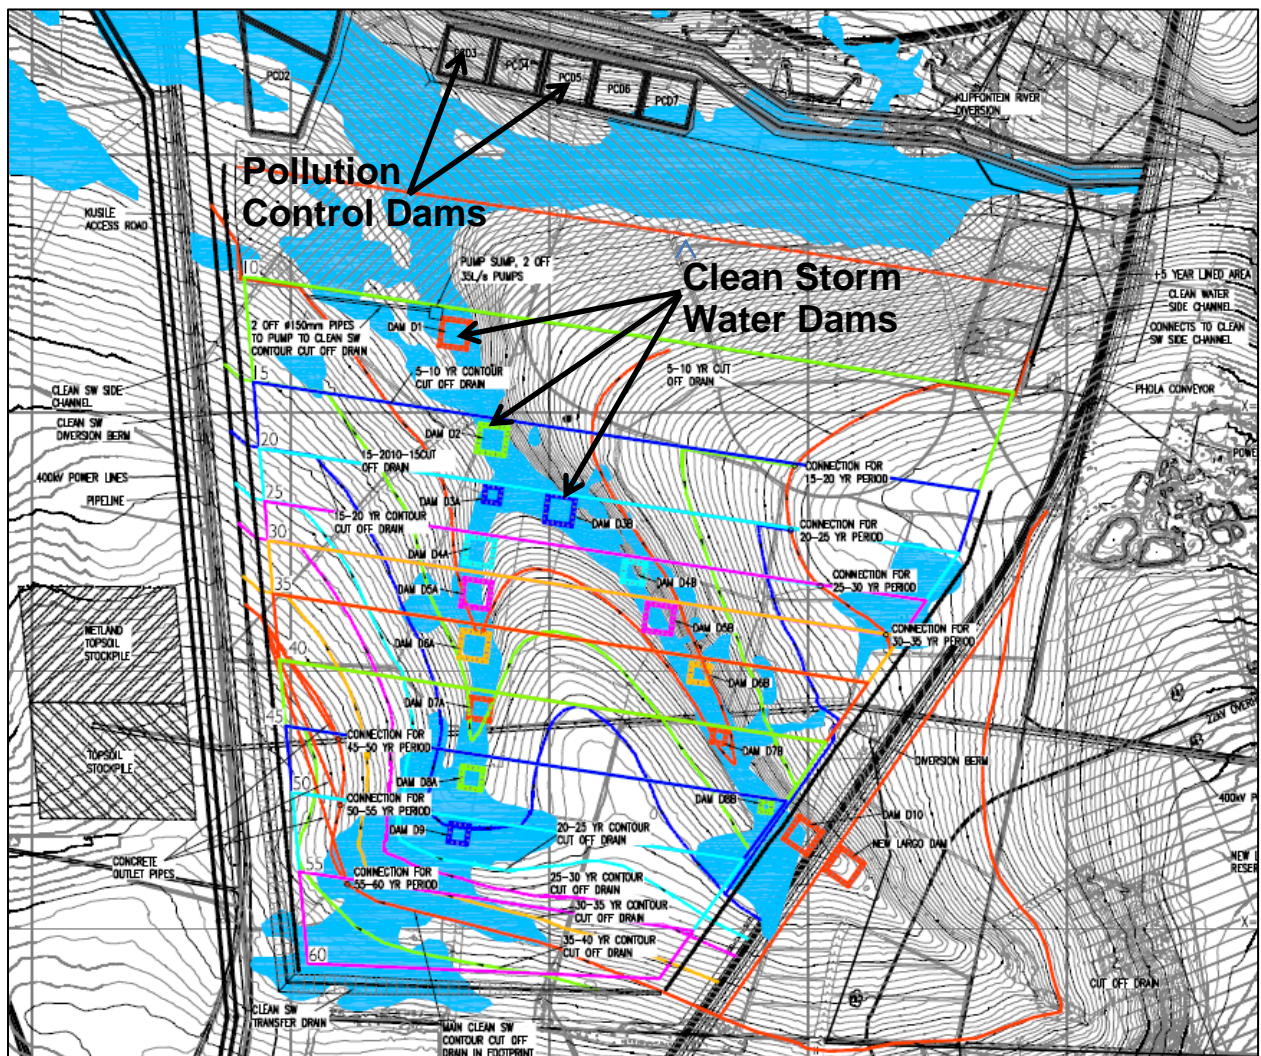 PCD2
PCD3
PCD4
PCD5
PCD6
PCD7
KLIPFONTEIN RIVER
DIVERSION
Pollution
Control Dams
KUSILE
ACCESS ROAD
PUMP SUMP, 2 OFF
35L/s PUMPS
Clean Storm
Water Dams
+5 YEAR LINED AREA
CLEAN WATER
SIDE CHANNEL
CONNECTS TO CLEAN
SW SIDE CHANNEL
10
2 OFF ø150mm PIPES
TO PUMP TO CLEAN SW
CONTOUR CUT OFF DRAIN
DAM D1
5-10 YR CONTOUR
CUT OFF DRAIN
5-10 YR CUT
OFF DRAIN
15
CLEAN SW SIDE
CHANNEL
PHOLA CONVEYOR
X
CLEAN SW
DIVERSION BERM
20
DAM D2
15-2010-15CUT
OFF DRAIN
CONNECTION FOR
15-20 YR PERIOD
400kV POWER LINES
PIPELINE
25
DAM D3A
15-20 YR CONTOUR
CUT OFF DRAIN
DAM D3B
CONNECTION FOR
20-25 YR PERIOD
30
DAM D4A
DAM D4B
CONNECTION FOR
25-30 YR PERIOD
35
DAM D5A
DAM D5B
CONNECTION FOR
30-35 YR PERIOD
WETLAND
TOPSOIL
STOCKPILE
40
DAM D6A
DAM D6B
DAM D7A
45
CONNECTION FOR
45-50 YR PERIOD
DAM D7B
TOPSOIL
STOCKPILE
DIVERSION BERM
50
DAM D8A
CONNECTION FOR
50-55 YR PERIOD
DAM D8B
400kV
DAM D10
DAM D9
20-25 YR CONTOUR
CUT OFF DRAIN
NEW LARGO DAM
CONCRETE
OUTLET PIPES
55
CONNECTION FOR
55-60 YR PERIOD
25-30 YR CONTOUR
CUT OFF DRAIN
30-35 YR CONTOUR
CUT OFF DRAIN
X
35-40 YR CONTOUR
CUT OFF DRAIN
60
CUT OFF DRAIN
CLEAN SW
TRANSFER DRAIN
MAIN CLEAN SW
CONTOUR CUT OFF
DRAIN IN FOOTPRINT